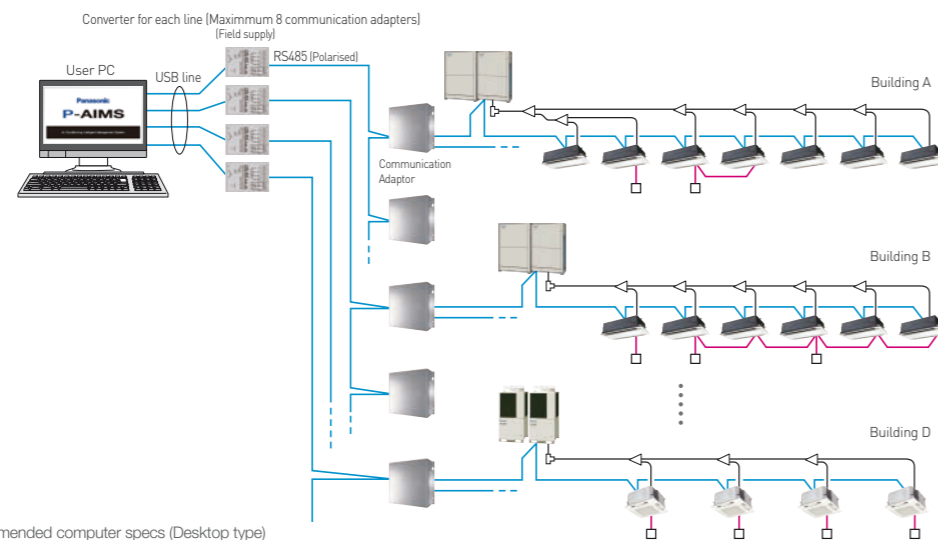 Converter for each line (Maximmum 8 communication adapters)
(Field supply)
RS485 (Polarised)
User PC
USB line
Panasonic
P-AIMS
Building A
Communication
Adaptor
Building B
Building D
mended computer specs (Desktop type)